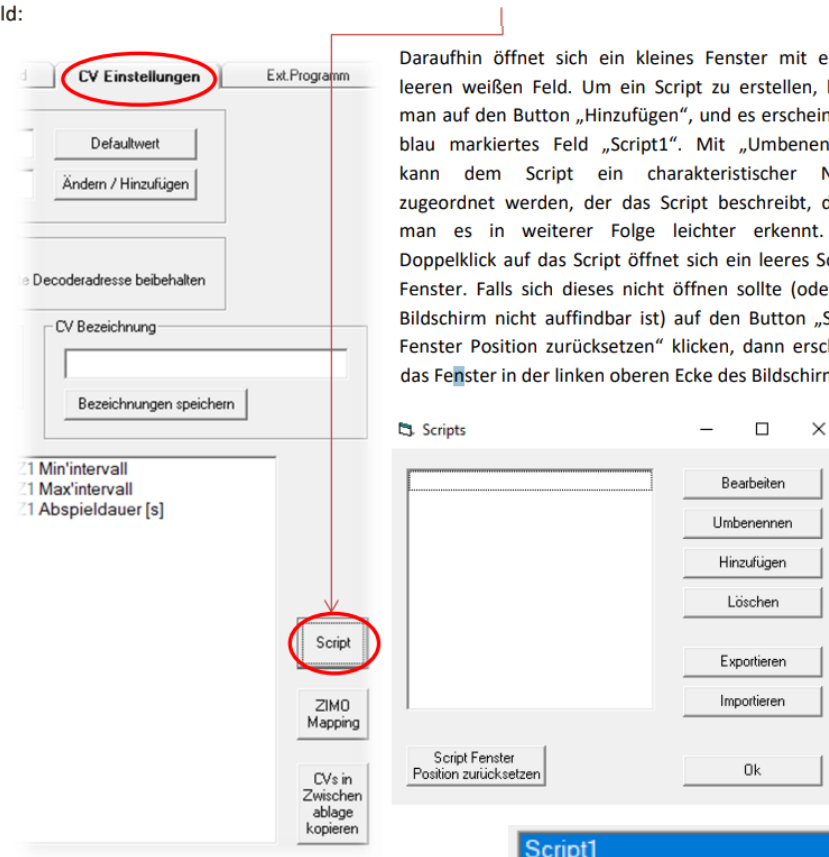 ld:
CV Einstellungen
Ext.Programm
Defaultwert
Ändern / Hinzufügen
Decoderadresse beibehalten
CV Bezeichnung
Bezeichnungen speichern
Z1 Min'intervall
Z1 Max'intervall
Z1 Abspieldauer [s]
Script
ZIMO
Mapping
CVs in
Zwischen
ablage
kopieren
Daraufhin öffnet sich ein kleines Fenster mit e
leeren weißen Feld. Um ein Script zu erstellen,
man auf den Button „Hinzufügen“, und es erschein
blau markiertes Feld „Script1“. Mit „Umbenen
kann dem Script ein charakteristischer N
zugeordnet werden, der das Script beschreibt, d
man es in weiterer Folge leichter erkennt.
Doppelklick auf das Script öffnet sich ein leeres Sc
Fenster. Falls sich dieses nicht öffnen sollte (ode
Bildschirm nicht auffindbar ist) auf den Button „S
Fenster Position zurücksetzen“ klicken, dann ersch
das Fenster in der linken oberen Ecke des Bildschirm
Scripts
Bearbeiten
Umbenennen
Hinzufügen
Löschen
Exportieren
Importieren
Script Fenster
Position zurücksetzen
Ok
Script1